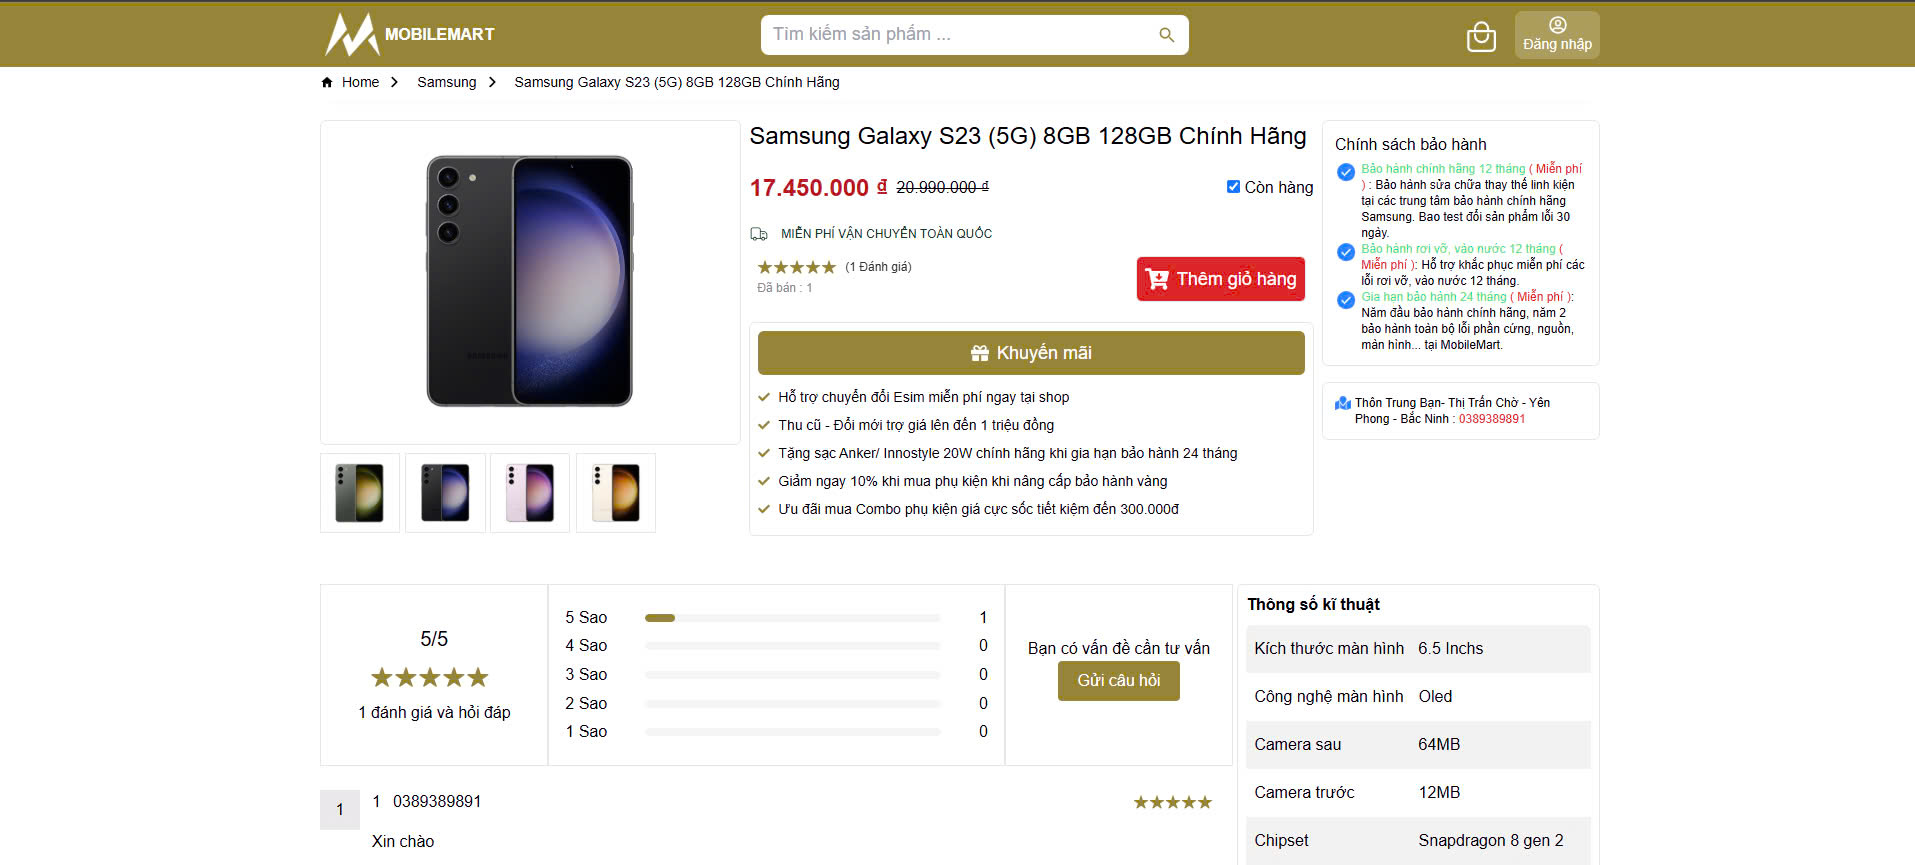 MOBILEMART
Tìm kiếm sản phẩm ...
Đăng nhập
Home
Samsung
Samsung Galaxy S23 (5G) 8GB 128GB Chính Hãng
Samsung Galaxy S23 (5G) 8GB 128GB Chính Hãng
17.450.000 ₫ 20.990.000 ₫
Còn hàng
MIỄN PHÍ VẬN CHUYỂN TOÀN QUỐC
(1 Đánh giá)
Đã bán : 1
Thêm giỏ hàng
Khuyến mãi
Hỗ trợ chuyển đổi Esim miễn phí ngay tại shop
Thu cũ - Đổi mới trợ giá lên đến 1 triệu đồng
Tặng sạc Anker/ Innostyle 20W chính hãng khi gia hạn bảo hành 24 tháng
Giảm ngay 10% khi mua phụ kiện khi nâng cấp bảo hành vàng
Ưu đãi mua Combo phụ kiện giá cực sốc tiết kiệm đến 300.000đ
Chính sách bảo hành
Bảo hành chính hãng 12 tháng ( Miễn phí
) : Bảo hành sửa chữa thay thế linh kiện
tại các trung tâm bảo hành chính hãng
Samsung. Bao test đổi sản phẩm lỗi 30
ngày.
Bảo hành rơi vỡ, vào nước 12 tháng (
Miễn phí ): Hỗ trợ khắc phục miễn phí các
lỗi rơi vỡ, vào nước 12 tháng.
Gia hạn bảo hành 24 tháng ( Miễn phí ):
Năm đầu bảo hành chính hãng, năm 2
bảo hành toàn bộ lỗi phần cứng, nguồn,
màn hình... tại MobileMart.
Thôn Trung Bạn- Thị Trấn Chờ - Yên
Phong - Bắc Ninh : 0389389891
5/5
1 đánh giá và hỏi đáp
5 Sao 1
4 Sao 0
3 Sao 0
2 Sao 0
1 Sao 0
Bạn có vấn đề cần tư vấn
Gửi câu hỏi
1
1 0389389891
Xin chào
Thông số kĩ thuật
Kích thước màn hình 6.5 Inchs
Công nghệ màn hình Oled
Camera sau 64MB
Camera trước 12MB
Chipset Snapdragon 8 gen 2